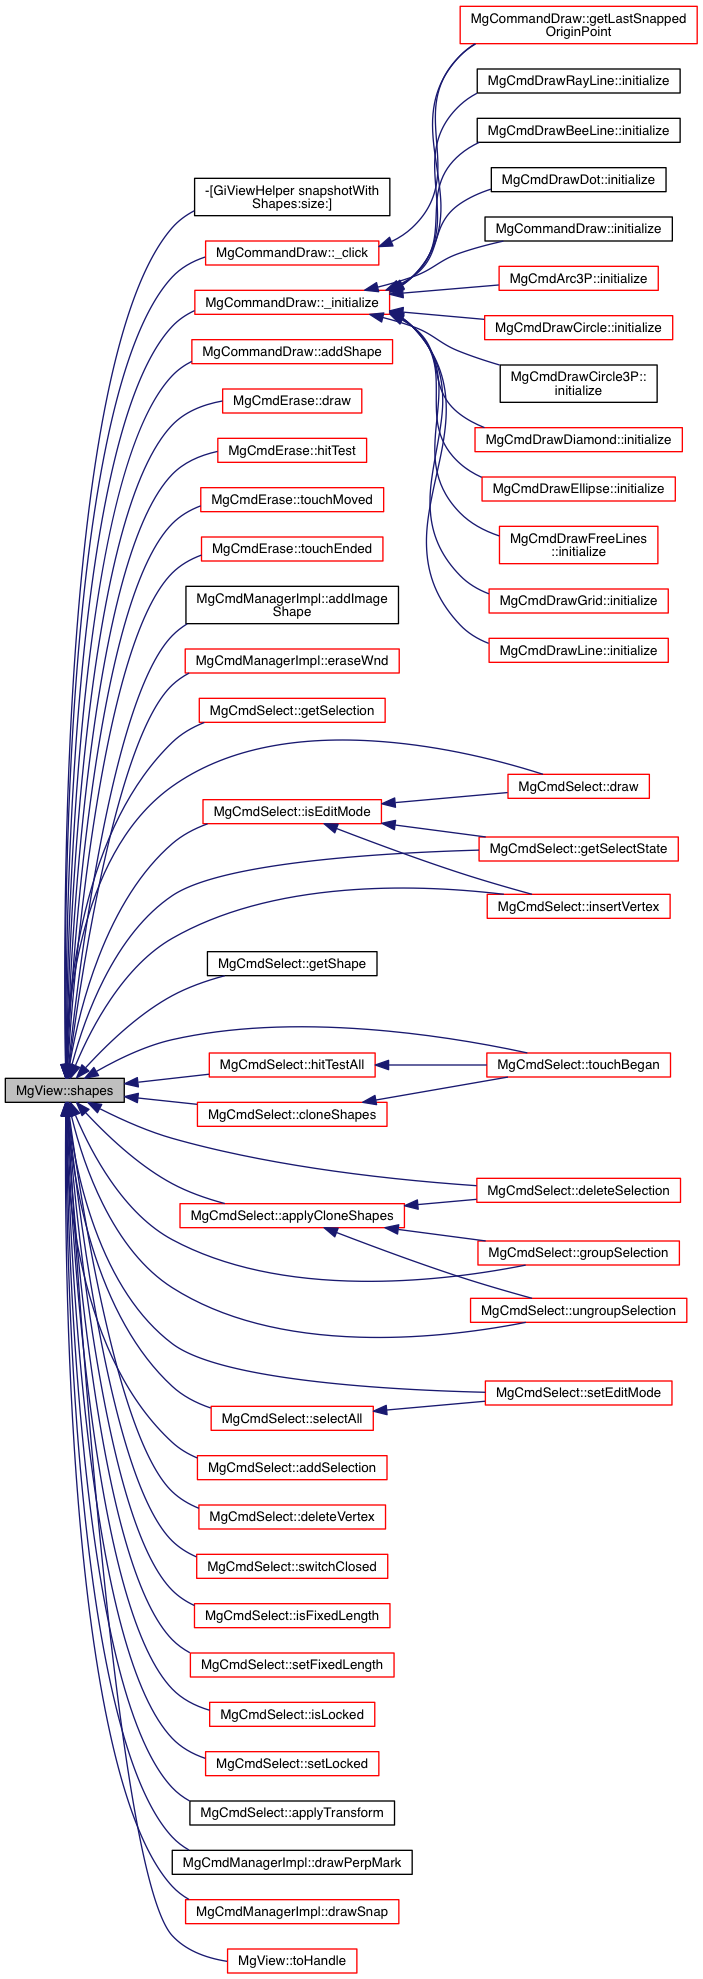 MgCommandDraw::getLastSnapped
OriginPoint
MgCmdDrawRayLine::initialize
MgCmdDrawBeeLine::initialize
-[GiViewHelper snapshotWith
Shapes:size:]
MgCmdDrawDot::initialize
MgCommandDraw::initialize
MgCommandDraw::_click
MgCmdArc3P::initialize
MgCommandDraw::_initialize
MgCmdDrawCircle::initialize
MgCommandDraw::addShape
MgCmdDrawCircle3P::
initialize
MgCmdErase::draw
MgCmdDrawDiamond::initialize
MgCmdErase::hitTest
MgCmdDrawEllipse::initialize
MgCmdErase::touchMoved
MgCmdDrawFreeLines
::initialize
MgCmdErase::touchEnded
MgCmdDrawGrid::initialize
MgCmdManagerImpl::addImage
Shape
MgCmdDrawLine::initialize
MgCmdManagerImpl::eraseWnd
MgCmdSelect::getSelection
MgCmdSelect::draw
MgCmdSelect::isEditMode
MgCmdSelect::getSelectState
MgCmdSelect::insertVertex
MgCmdSelect::getShape
MgCmdSelect::hitTestAll
MgCmdSelect::touchBegan
MgView::shapes
MgCmdSelect::cloneShapes
MgCmdSelect::deleteSelection
MgCmdSelect::applyCloneShapes
MgCmdSelect::groupSelection
MgCmdSelect::ungroupSelection
MgCmdSelect::setEditMode
MgCmdSelect::selectAll
MgCmdSelect::addSelection
MgCmdSelect::deleteVertex
MgCmdSelect::switchClosed
MgCmdSelect::isFixedLength
MgCmdSelect::setFixedLength
MgCmdSelect::isLocked
MgCmdSelect::setLocked
MgCmdSelect::applyTransform
MgCmdManagerImpl::drawPerpMark
MgCmdManagerImpl::drawSnap
MgView::toHandle